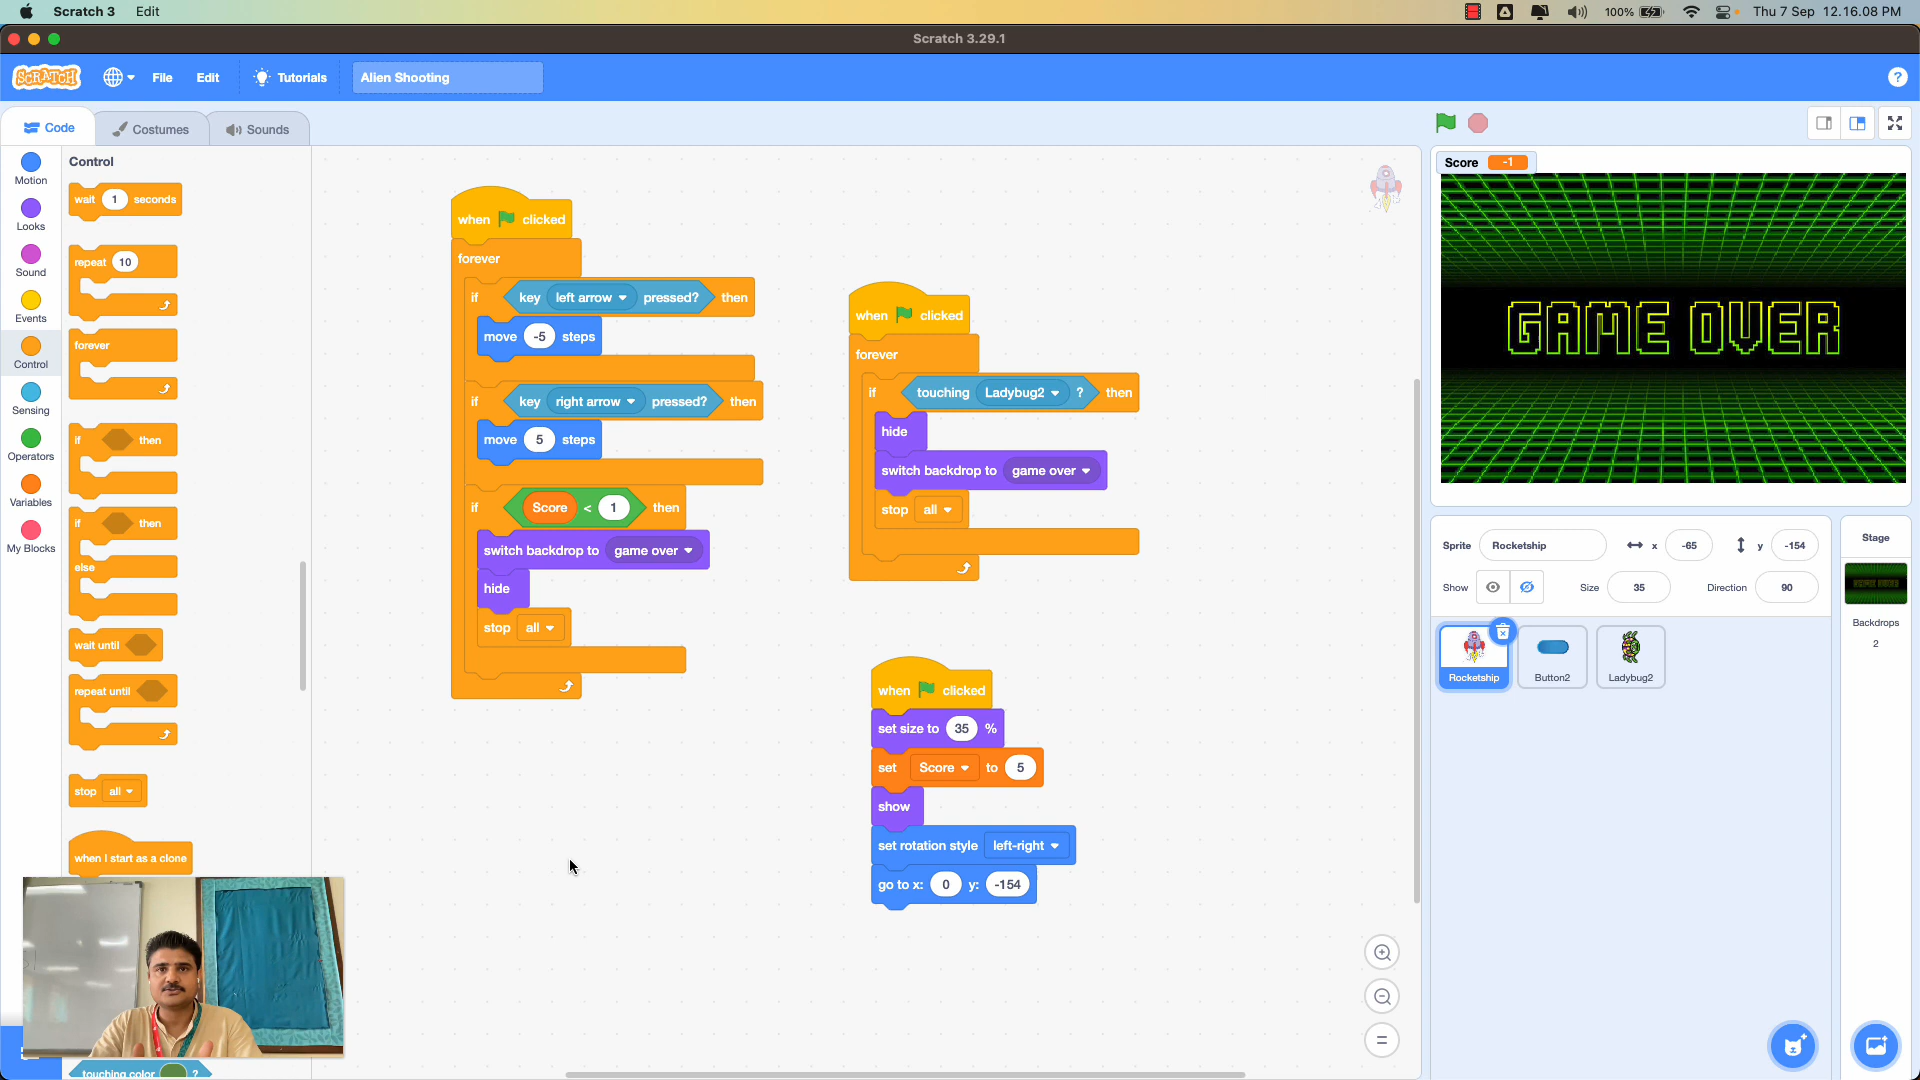 Scratch 3 Edit
100% Thu 7 Sep 12.16.08 PM
Scratch 3.29.1
SCRATCH File Edit Tutorials Alien Shooting ?
Code Costumes Sounds
Motion
Looks
Sound
Events
Control
Sensing
Operators
Variables
My Blocks
Control
wait 1 seconds
repeat 10
forever
if then
if then
else
wait until
repeat until
stop all
when I start as a clone
touching color ?
when clicked
forever
if key left arrow pressed? then
move -5 steps
if key right arrow pressed? then
move 5 steps
if Score < 1 then
switch backdrop to game over
hide
stop all
when clicked
forever
if touching Ladybug2 ? then
hide
switch backdrop to game over
stop all
when clicked
set size to 35 %
set Score to 5
show
set rotation style left-right
go to x: 0 y: -154
Score -1
GAME OVER
Sprite Rocketship x -65 y -154
Show Size 35 Direction 90
Rocketship Button2 Ladybug2
Stage
GAME OVER
Backdrops
2